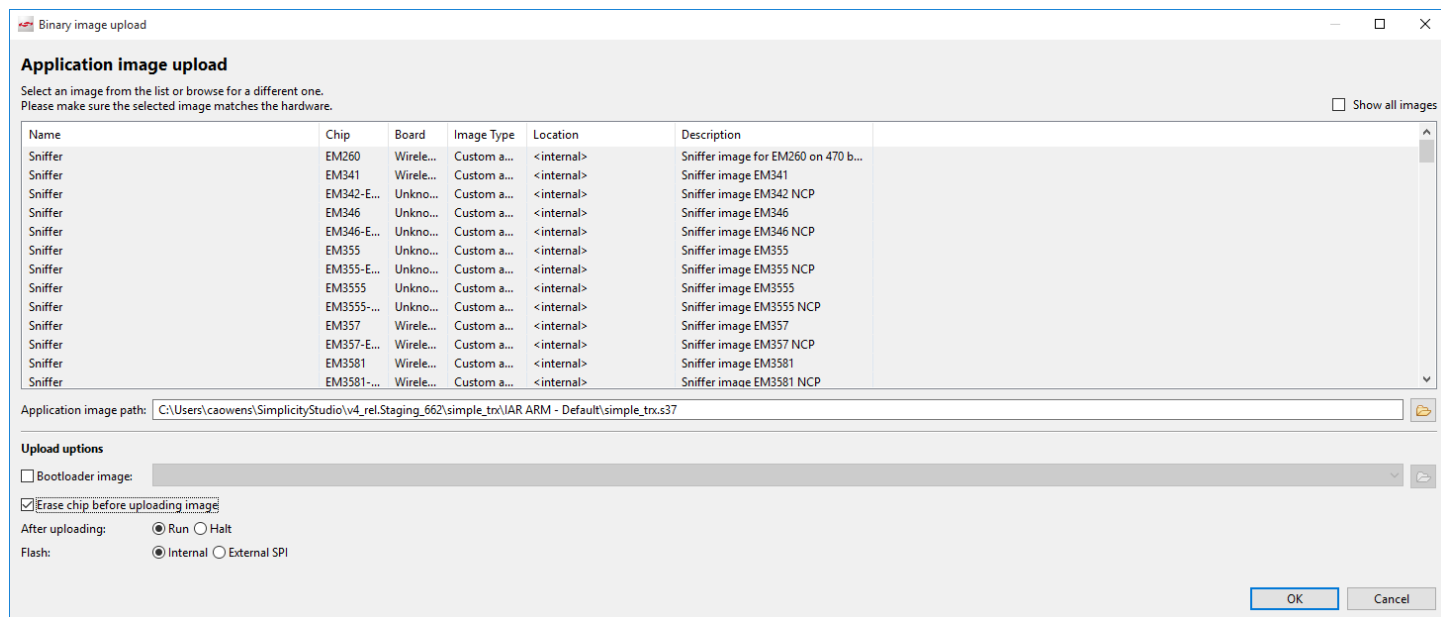 Binary image upload
Application image upload
Select an image from the list or browse for a different one.
Please make sure the selected image matches the hardware.
Show all images
Name Chip Board Image Type Location Description
Sniffer EM260 Wirele... Custom a... <internal> Sniffer image for EM260 on 470 b...
Sniffer EM341 Wirele... Custom a... <internal> Sniffer image EM341
Sniffer EM342-E... Unkno... Custom a... <internal> Sniffer image EM342 NCP
Sniffer EM346 Unkno... Custom a... <internal> Sniffer image EM346
Sniffer EM346-E... Unkno... Custom a... <internal> Sniffer image EM346 NCP
Sniffer EM355 Unkno... Custom a... <internal> Sniffer image EM355
Sniffer EM355-E... Unkno... Custom a... <internal> Sniffer image EM355 NCP
Sniffer EM3555 Unkno... Custom a... <internal> Sniffer image EM3555
Sniffer EM3555-... Unkno... Custom a... <internal> Sniffer image EM3555 NCP
Sniffer EM357 Wirele... Custom a... <internal> Sniffer image EM357
Sniffer EM357-E... Wirele... Custom a... <internal> Sniffer image EM357 NCP
Sniffer EM3581 Wirele... Custom a... <internal> Sniffer image EM3581
Sniffer EM3581-... Wirele... Custom a... <internal> Sniffer image EM3581 NCP
Application image path: C:\Users\caowens\SimplicityStudio\v4_rel.Staging_662\simple_trx\IAR ARM - Default\simple_trx.s37
Upload uptions
Bootloader image:
Erase chip before uploading image
After uploading: Run Halt
Flash: Internal External SPI
OK Cancel